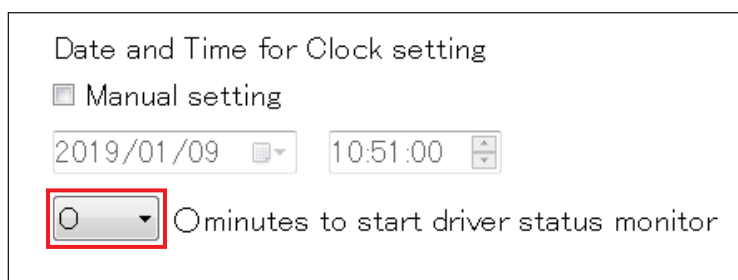 Date and Time for Clock setting
Manual setting
2019/01/09 10:51:00
0 〇minutes to start driver status monitor